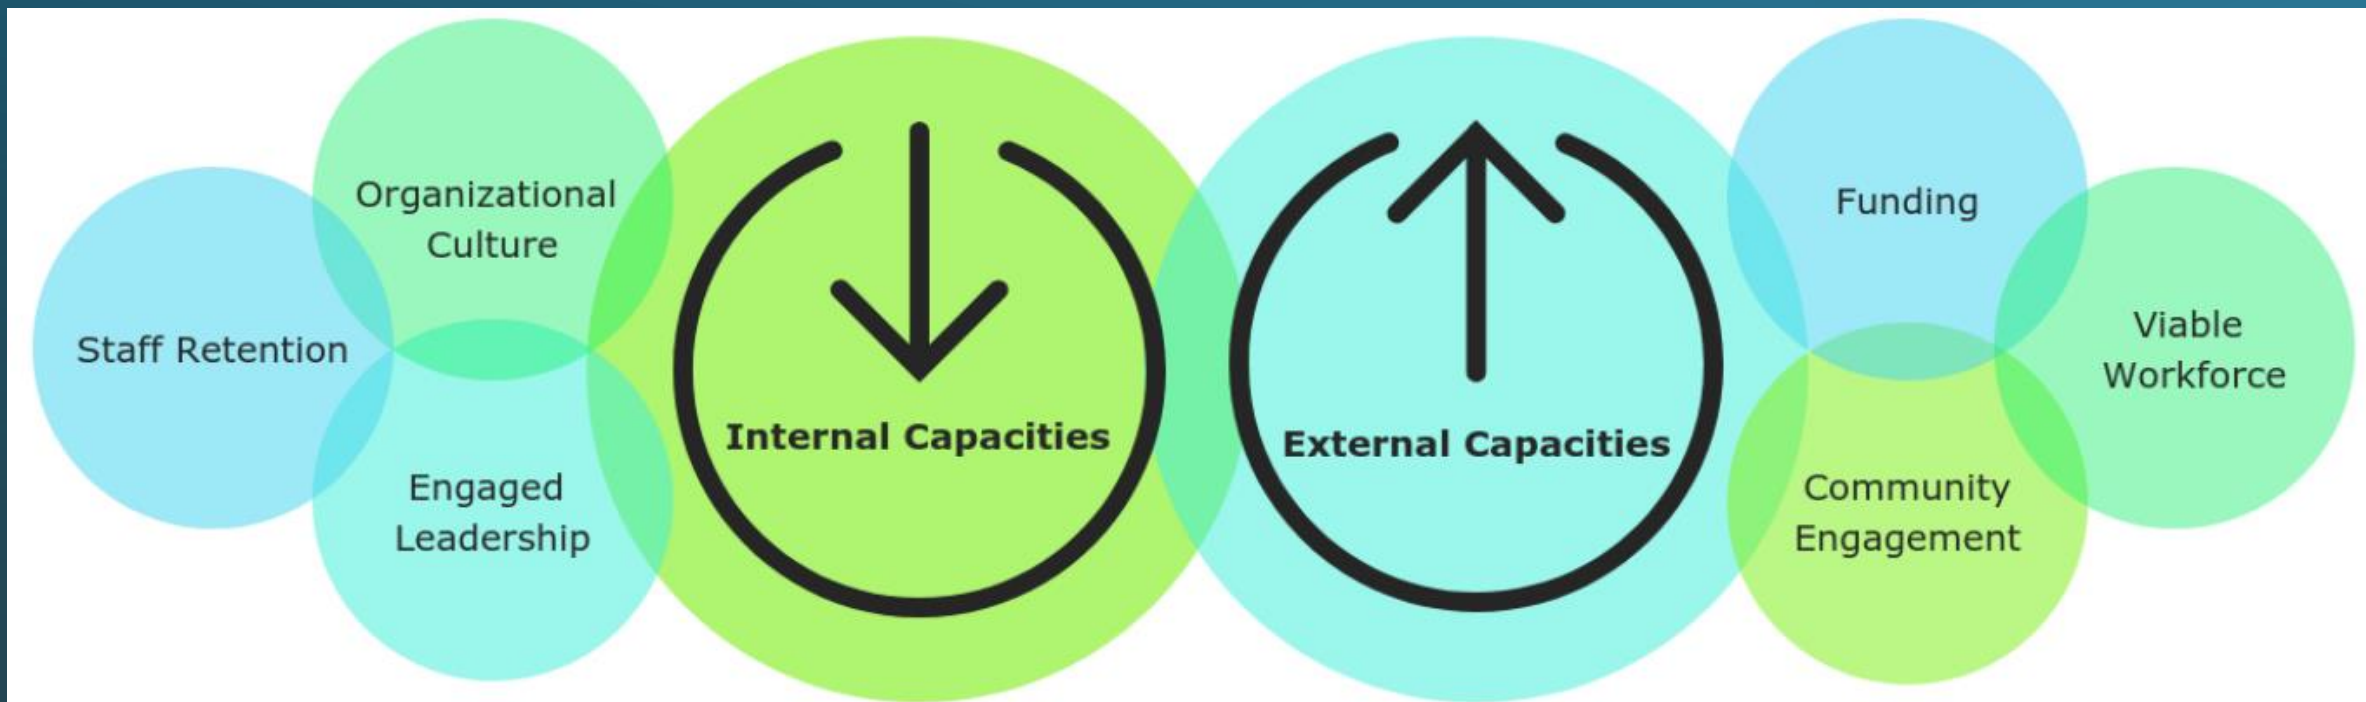 Staff Retention
Organizational
Culture
Engaged
Leadership
Internal Capacities
External Capacities
Funding
Community
Engagement
Viable
Workforce